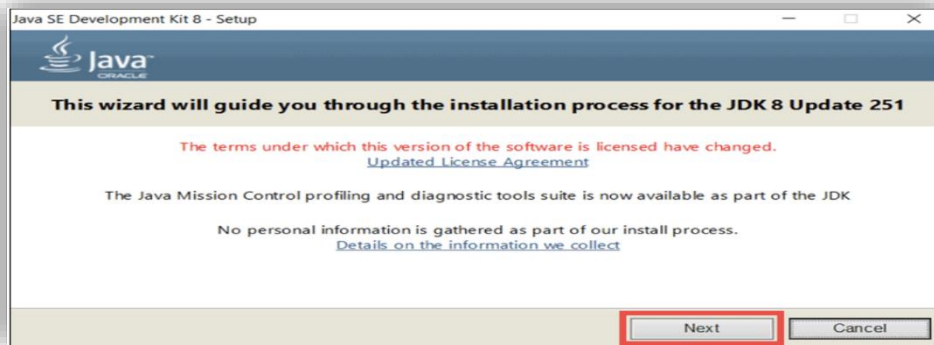 Java SE Development Kit 8 - Setup
Java
ORACLE
This wizard will guide you through the installation process for the JDK 8 Update 251
The terms under which this version of the software is licensed have changed.
Updated License Agreement
The Java Mission Control profiling and diagnostic tools suite is now available as part of the JDK
No personal information is gathered as part of our install process.
Details on the information we collect
Next Cancel